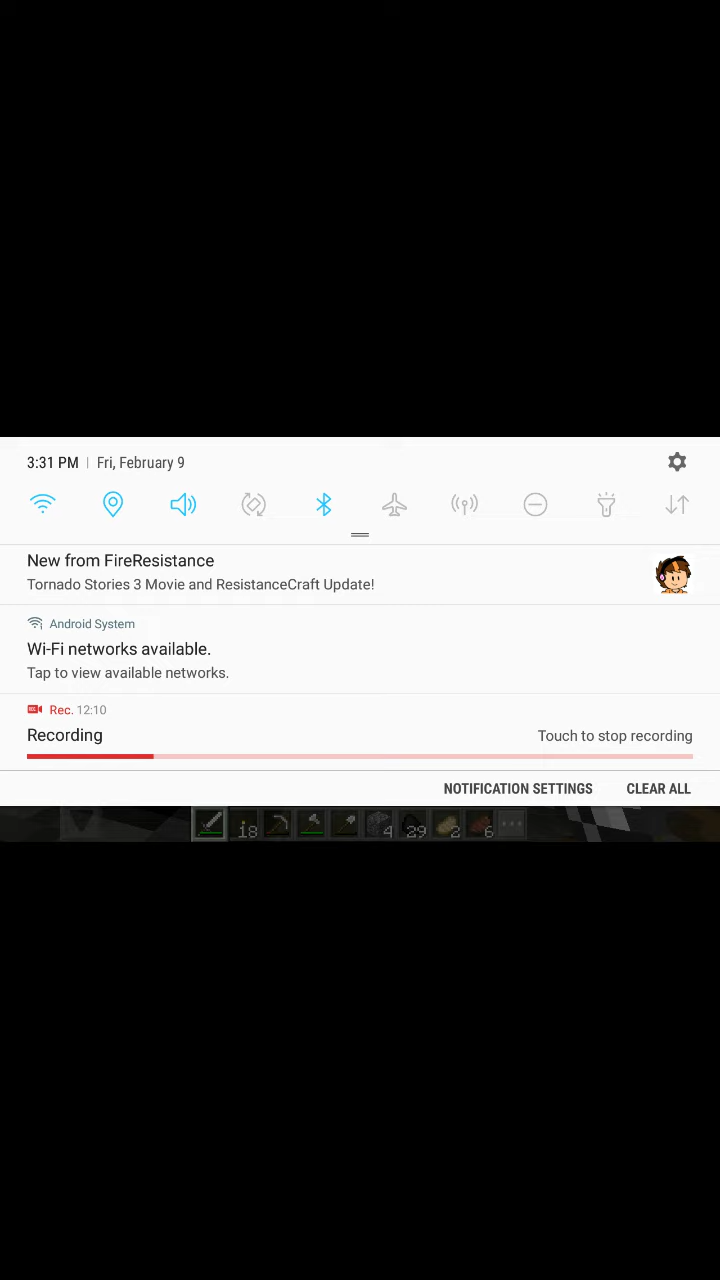 3:31 PM | Fri, February 9
New from FireResistance
Tornado Stories 3 Movie and ResistanceCraft Update!
Android System
Wi-Fi networks available.
Tap to view available networks.
REC Rec. 12:10
Recording Touch to stop recording
NOTIFICATION SETTINGS CLEAR ALL
18 4 29 2 6